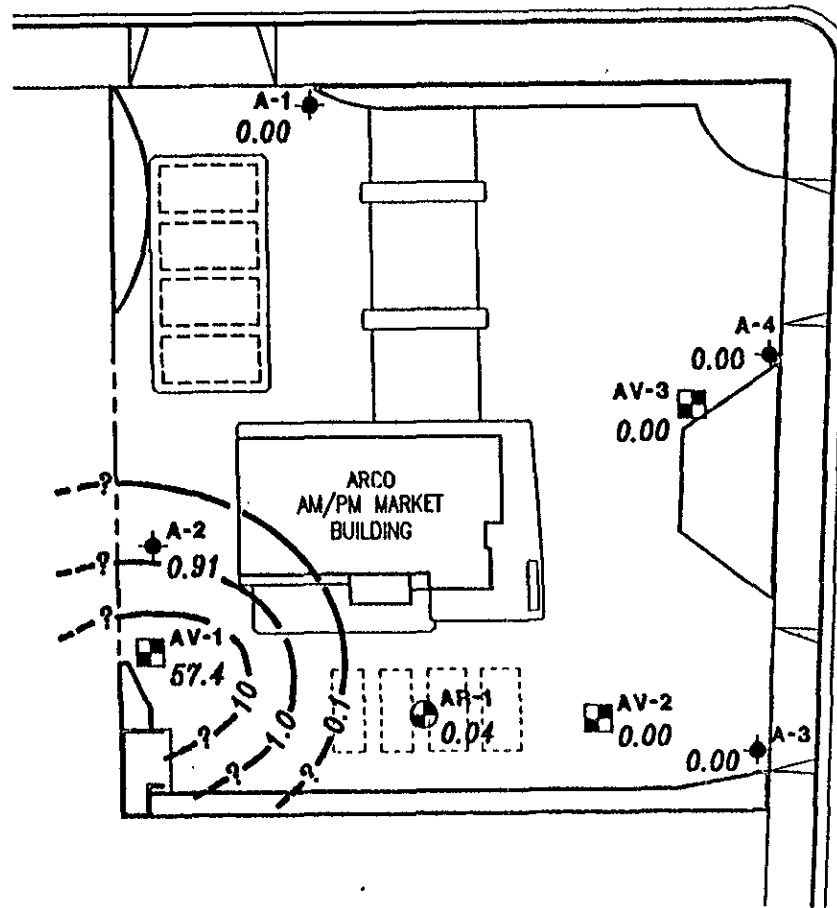 A-1
0.00
A-4
0.00
AV-3
0.00
ARCO
AM/PM MARKET
BUILDING
?
A-2
0.91
?
?
AV-1
57.4
10
1.0
0.1
?
?
?
AR-1
0.04
AV-2
0.00
A-3
0.00